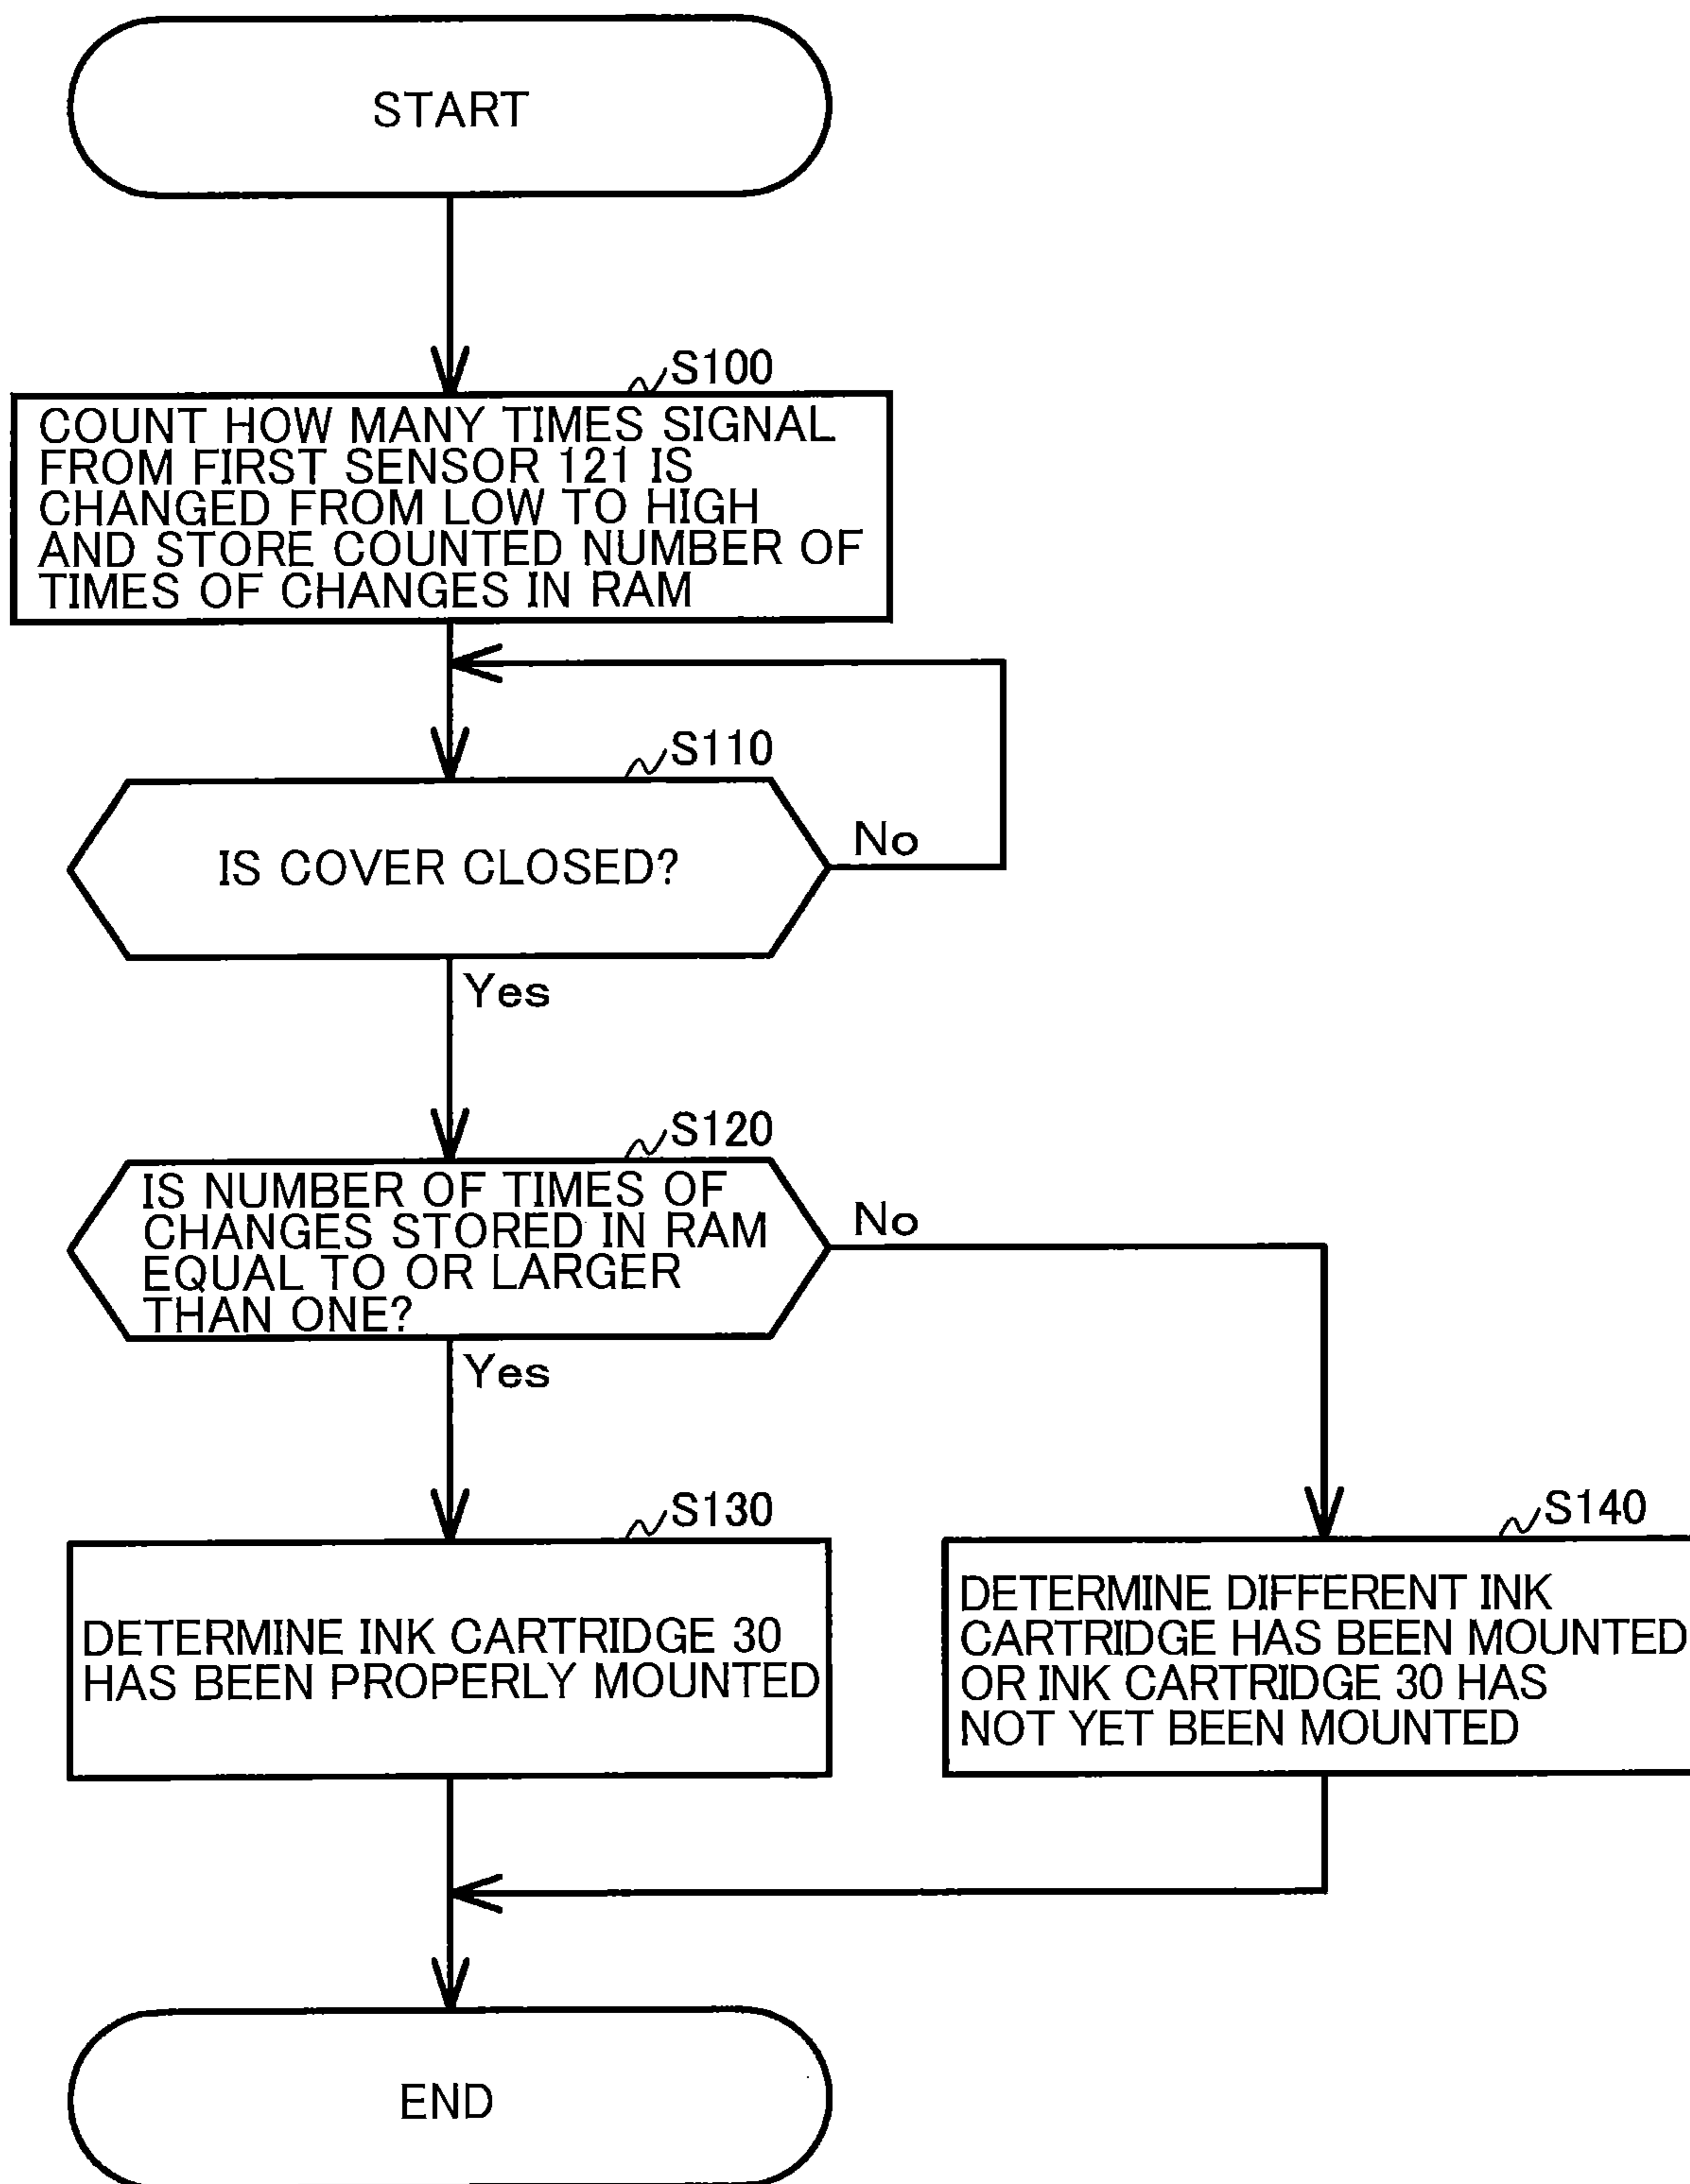 START
S100
COUNT HOW MANY TIMES SIGNAL
FROM FIRST SENSOR 121 IS
CHANGED FROM LOW TO HIGH
AND STORE COUNTED NUMBER OF
TIMES OF CHANGES IN RAM
S110
IS COVER CLOSED?
No
Yes
S120
IS NUMBER OF TIMES OF
CHANGES STORED IN RAM
EQUAL TO OR LARGER
THAN ONE?
No
Yes
S130
DETERMINE INK CARTRIDGE 30
HAS BEEN PROPERLY MOUNTED
S140
DETERMINE DIFFERENT INK
CARTRIDGE HAS BEEN MOUNTED
OR INK CARTRIDGE 30 HAS
NOT YET BEEN MOUNTED
END